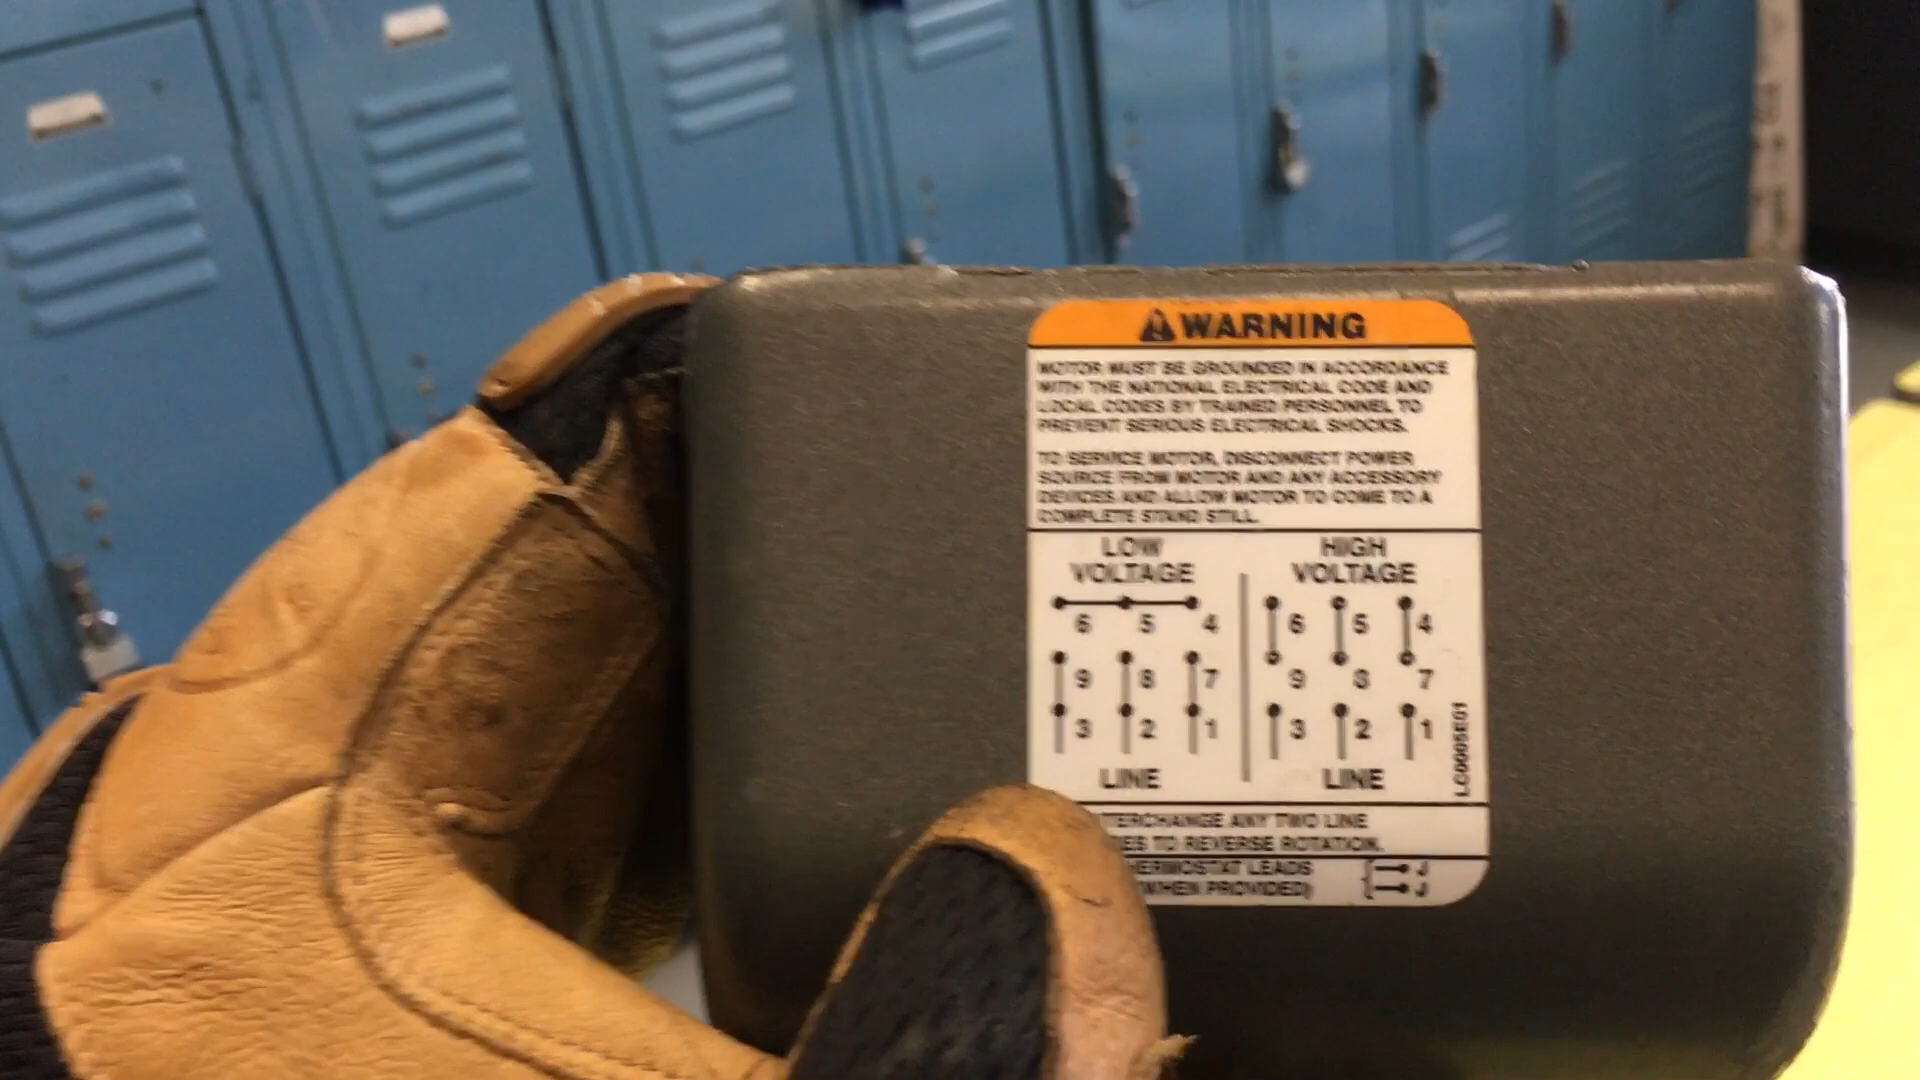 WARNING
MOTOR MUST BE GROUNDED IN ACCORDANCE
WITH THE NATIONAL ELECTRICAL CODE AND
LOCAL CODES BY TRAINED PERSONNEL TO
PREVENT SERIOUS ELECTRICAL SHOCKS.
TO SERVICE MOTOR, DISCONNECT POWER
SOURCE FROM MOTOR AND ANY ACCESSORY
DEVICES AND ALLOW MOTOR TO COME TO A
COMPLETE STAND STILL.
LOW VOLTAGE
6 5 4
9 8 7
3 2 1
LINE
HIGH VOLTAGE
6 5 4
9 8 7
3 2 1
LINE
LC0005E01
TERCHANGE ANY TWO LINE
ES TO REVERSE ROTATION.
ERMOSTAT LEADS J
(WHEN PROVIDED) J